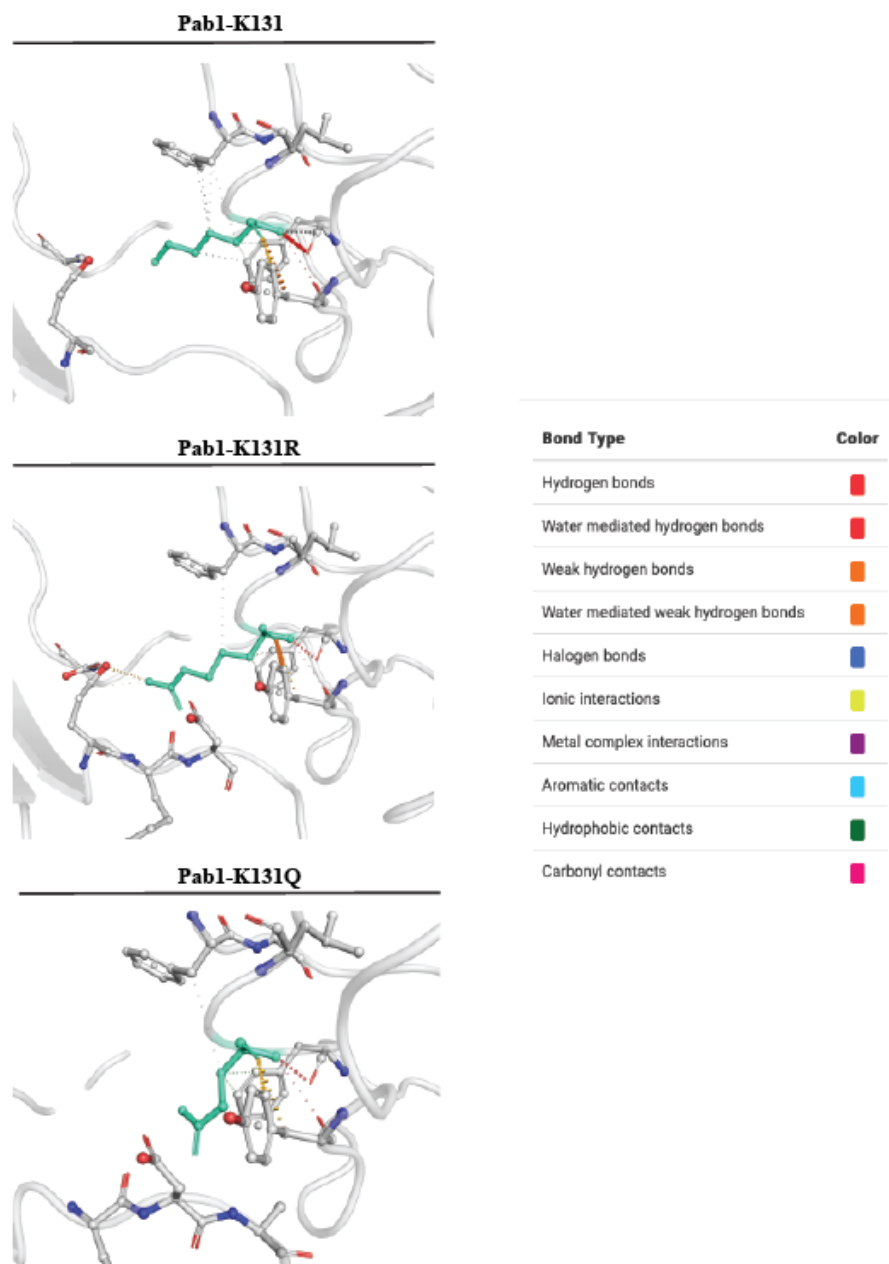 Pab1-K131
Pab1-K131R
Pab1-K131Q
Bond Type Color
Hydrogen bonds
Water mediated hydrogen bonds
Weak hydrogen bonds
Water mediated weak hydrogen bonds
Halogen bonds
Ionic interactions
Metal complex interactions
Aromatic contacts
Hydrophobic contacts
Carbonyl contacts